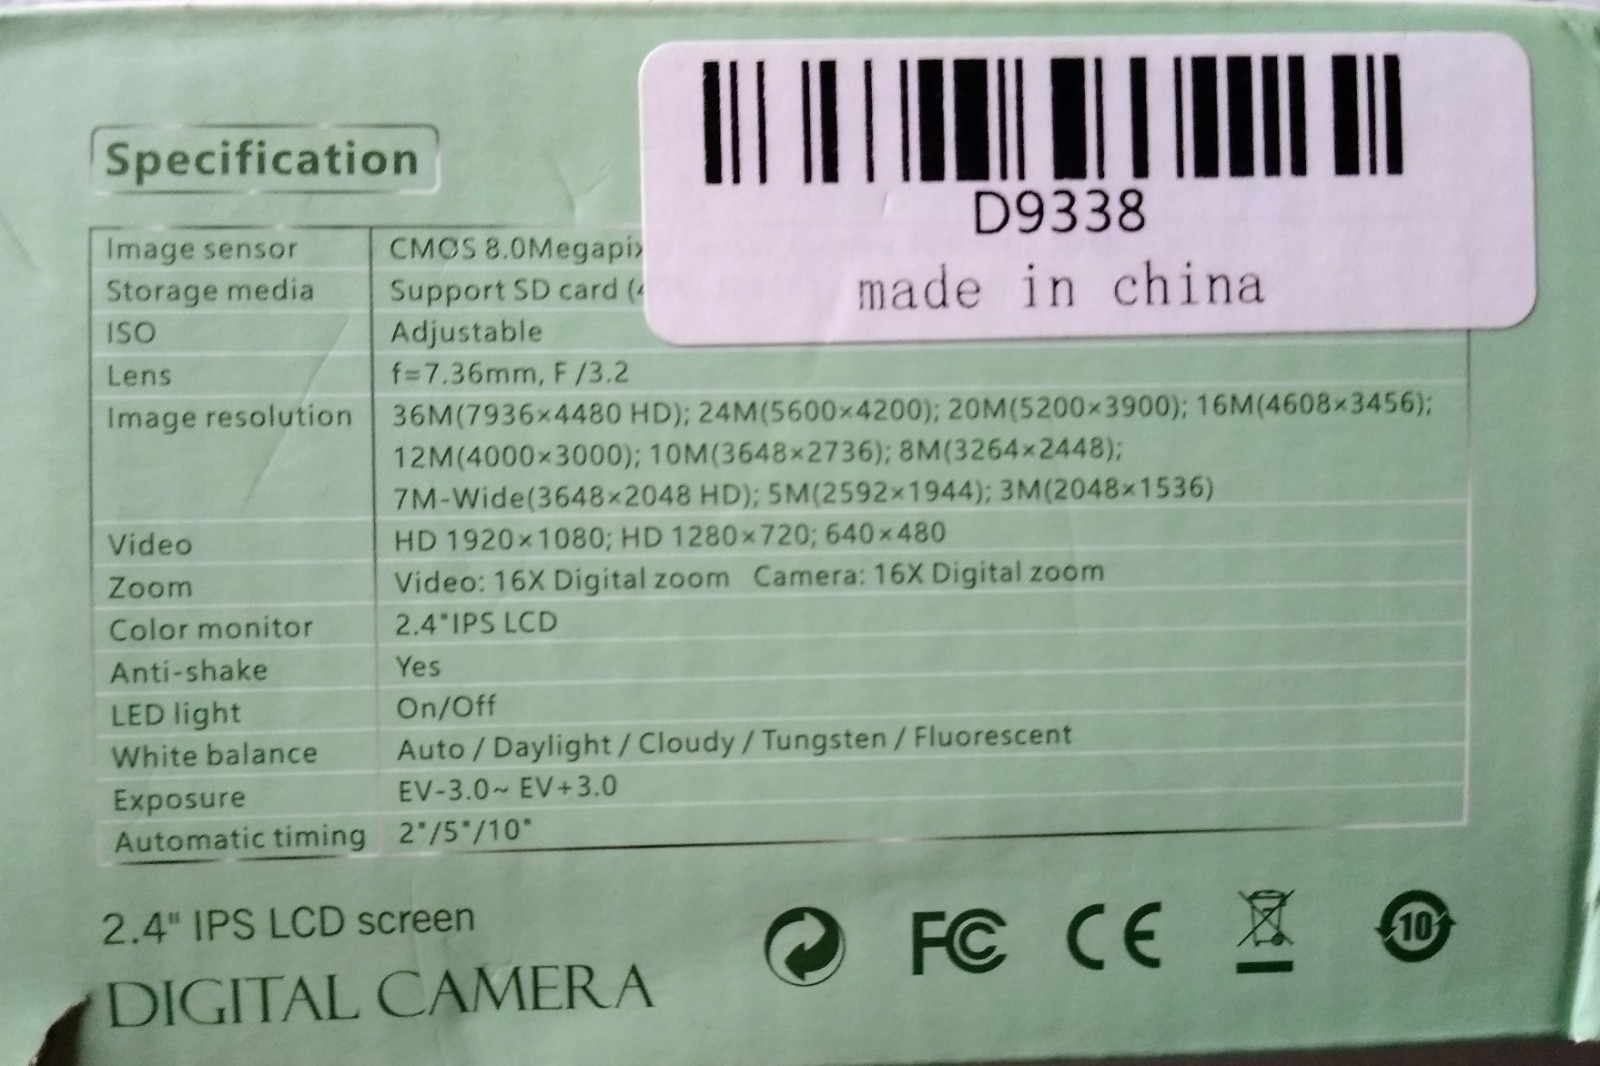 Specification
D9338
made in china
Image sensor CMOS 8.0Megapix
Storage media Support SD card (
ISO Adjustable
Lens f=7.36mm, F /3.2
Image resolution 36M(7936×4480 HD); 24M(5600×4200); 20M(5200×3900); 16M(4608×3456);
12M(4000×3000); 10M(3648×2736); 8M(3264×2448);
7M-Wide(3648×2048 HD); 5M(2592×1944); 3M(2048×1536)
Video HD 1920×1080; HD 1280×720; 640×480
Zoom Video: 16X Digital zoom Camera: 16X Digital zoom
Color monitor 2.4"IPS LCD
Anti-shake Yes
LED light On/Off
White balance Auto / Daylight / Cloudy / Tungsten / Fluorescent
Exposure EV-3.0~ EV+3.0
Automatic timing 2"/5"/10"
2.4" IPS LCD screen
DIGITAL CAMERA
FC CE 10